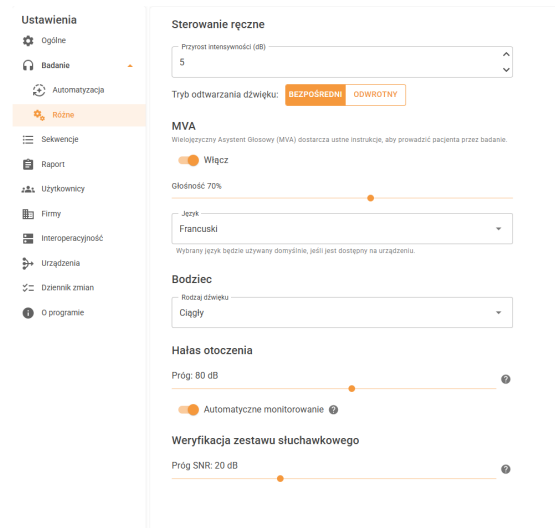 Ustawienia
Ogólne
Badanie
Automatyzacja
Różne
Sekwencje
Raport
Użytkownicy
Firmy
Interoperacyjność
Urządzenia
Dziennik zmian
O programie
Sterowanie ręczne
Przyrost intensywności (dB)
5
Tryb odtwarzania dźwięku: BEZPOŚREDNI ODWROTNY
MVA
Wielojęzyczny Asystent Głosowy (MVA) dostarcza ustne instrukcje, aby prowadzić pacjenta przez badanie.
Włącz
Głośność 70%
Język
Francuski
Wybrany język będzie używany domyślnie, jeśli jest dostępny na urządzeniu.
Bodziec
Rodzaj dźwięku
Ciągły
Hałas otoczenia
Próg: 80 dB
Automatyczne monitorowanie
Weryfikacja zestawu słuchawkowego
Próg SNR: 20 dB